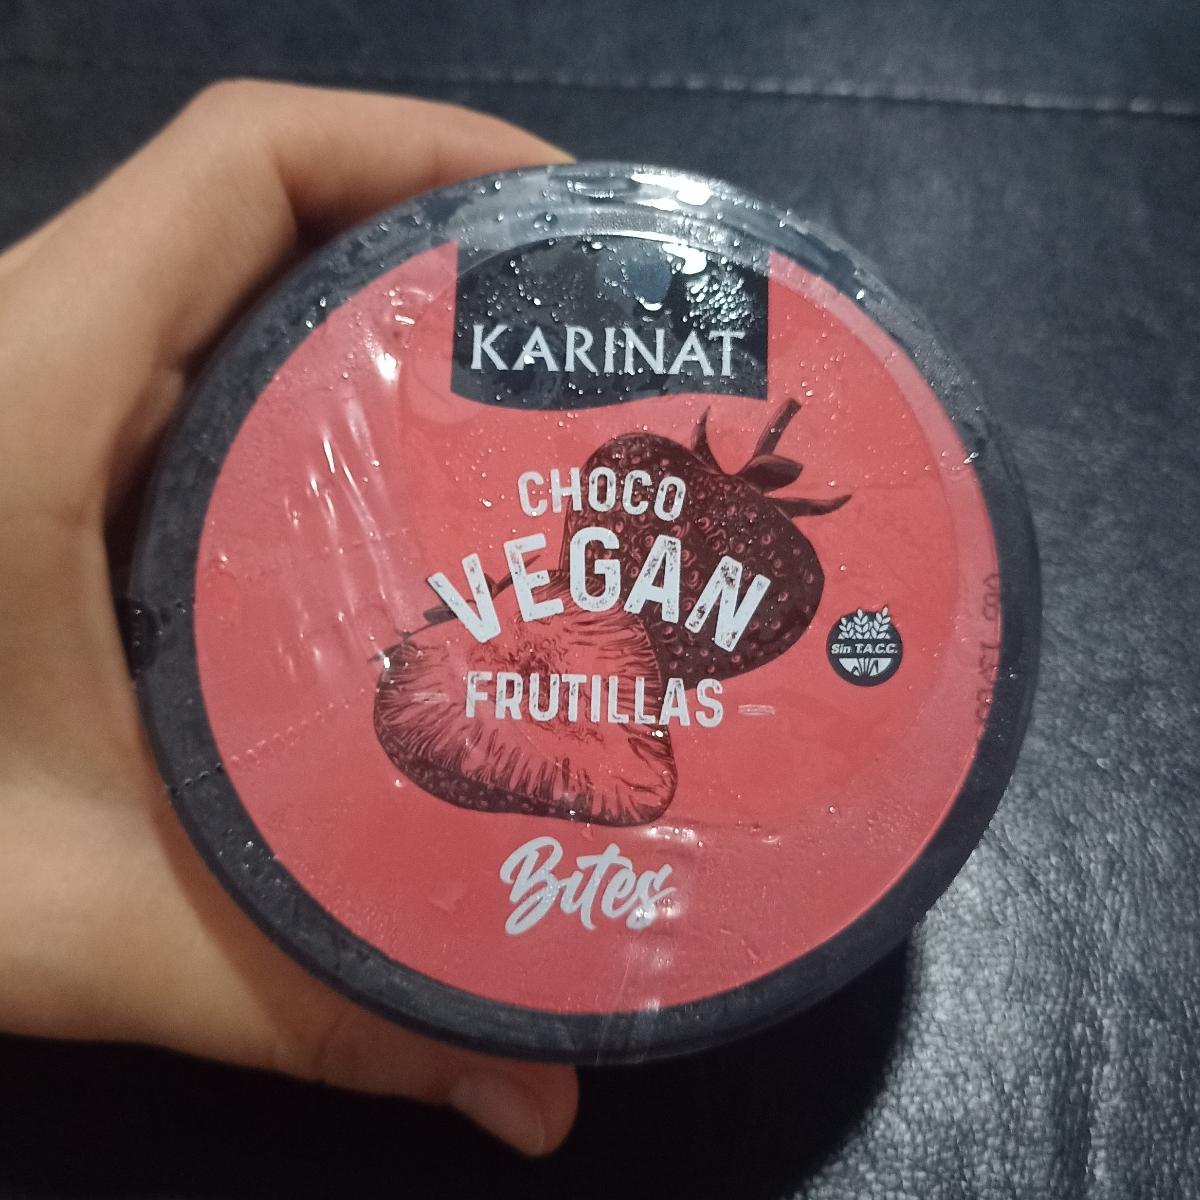 KARINAT
CHOCO
VEGAN
FRUTILLAS
Sin T.A.C.C.
Bites